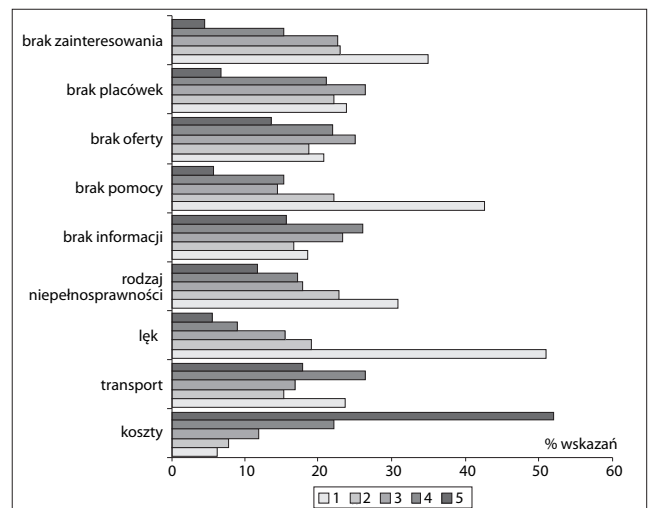 brak zainteresowania
brak placówek
brak oferty
brak pomocy
brak informacji
rodzaj
niepełnosprawności
lęk
transport
koszty
% wskazań
0 10 20 30 40 50 60
1 2 3 4 5